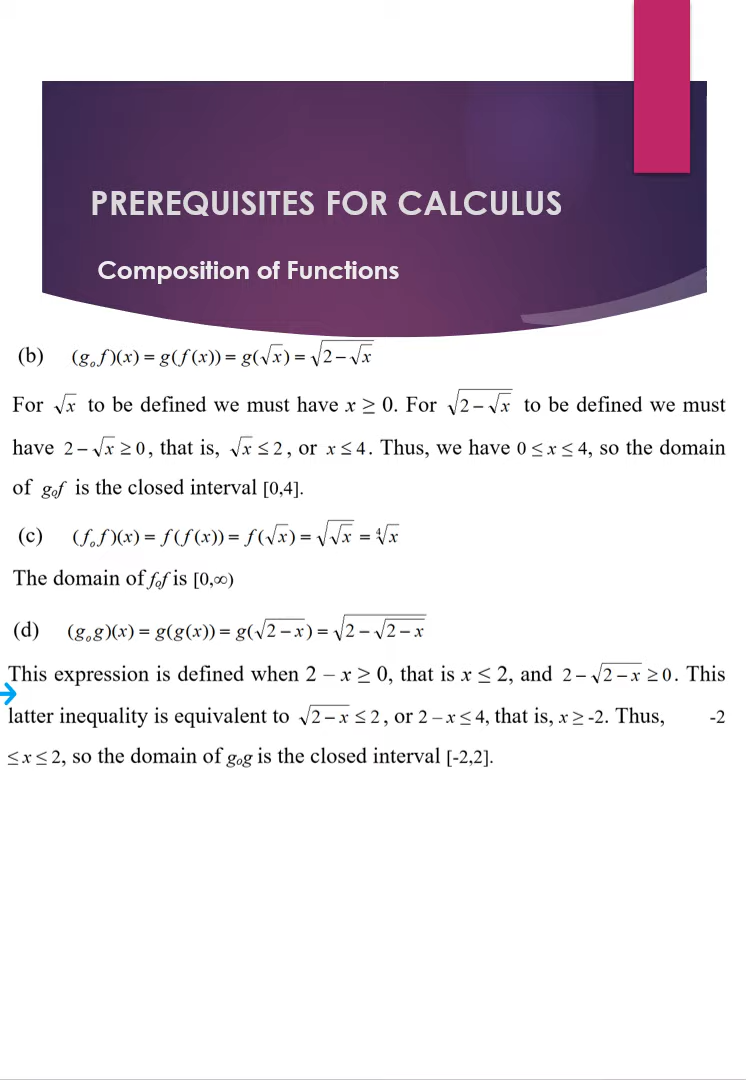 PREREQUISITES FOR CALCULUS
Composition of Functions
(b) (g∘f)(x) = g(f(x)) = g(√x) = √(2 − √x)
For √x to be defined we must have x ≥ 0. For √(2 − √x) to be defined we must
have 2 − √x ≥ 0, that is, √x ≤ 2, or x ≤ 4. Thus, we have 0 ≤ x ≤ 4, so the domain
of g∘f is the closed interval [0,4].
(c) (f∘f)(x) = f(f(x)) = f(√x) = √(√x) = ∜x
The domain of f∘f is [0,∞)
(d) (g∘g)(x) = g(g(x)) = g(√(2 − x)) = √(2 − √(2 − x))
This expression is defined when 2 – x ≥ 0, that is x ≤ 2, and 2 − √(2 − x) ≥ 0. This
latter inequality is equivalent to √(2 − x) ≤ 2, or 2 – x ≤ 4, that is, x ≥ -2. Thus, -2
≤ x ≤ 2, so the domain of g∘g is the closed interval [-2,2].